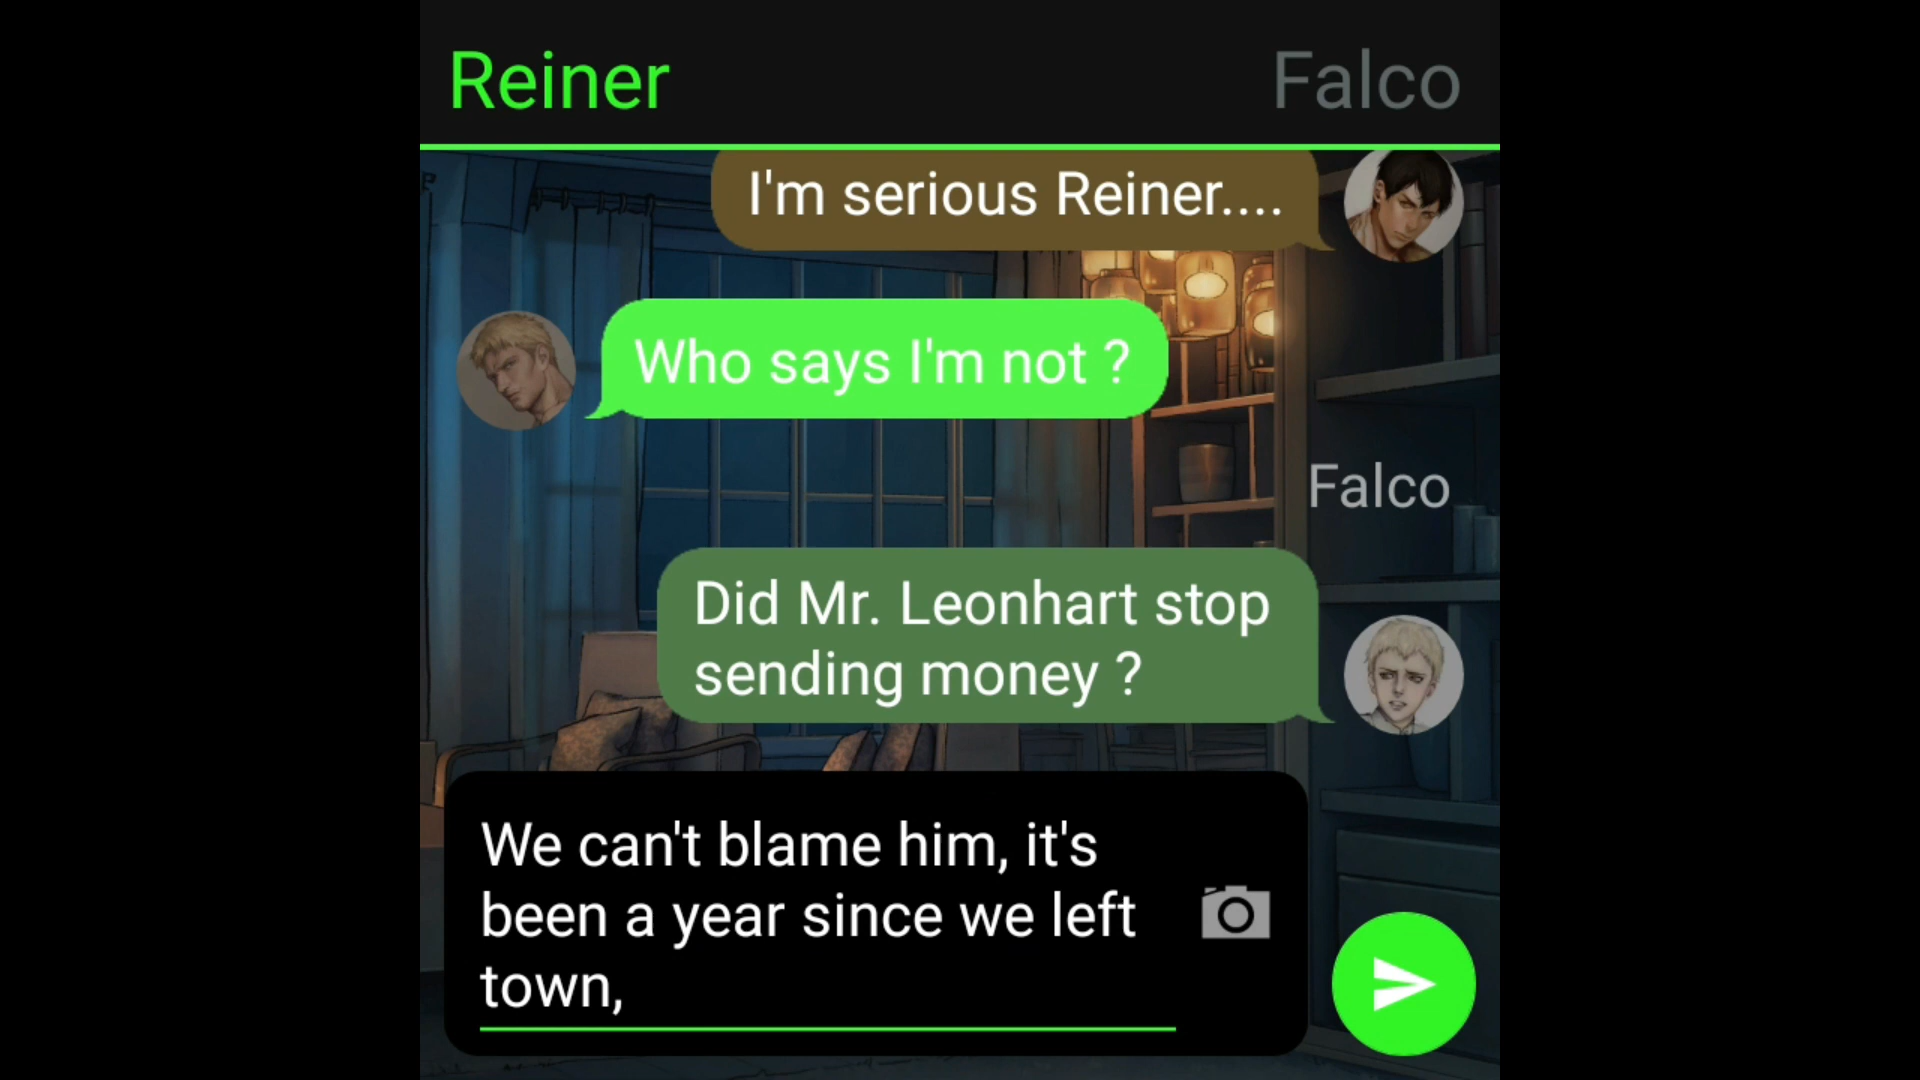 Reiner
Falco
I'm serious Reiner....
Who says I'm not ?
Falco
Did Mr. Leonhart stop
sending money ?
We can't blame him, it's
been a year since we left
town,